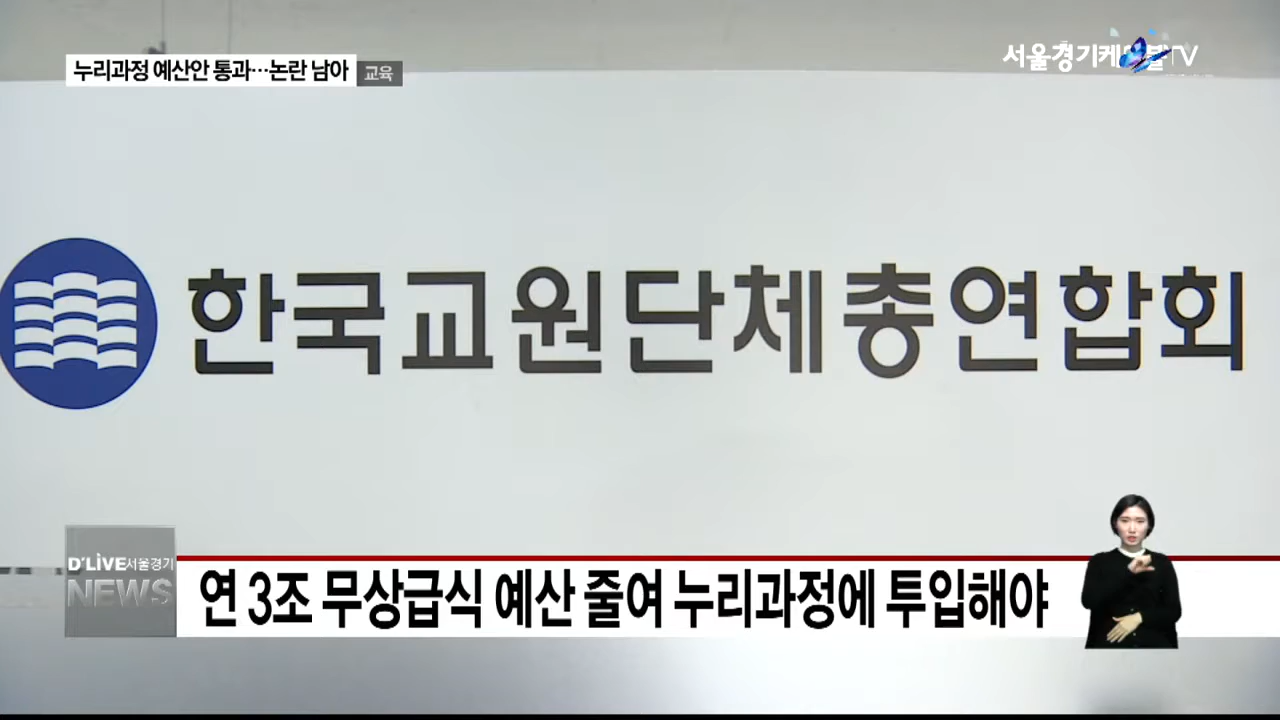 누리과정 예산안 통과…논란 남아
교육
서울경기케이블TV
한국교원단체총연합회
D'LIVE서울경기
NEWS
연 3조 무상급식 예산 줄여 누리과정에 투입해야